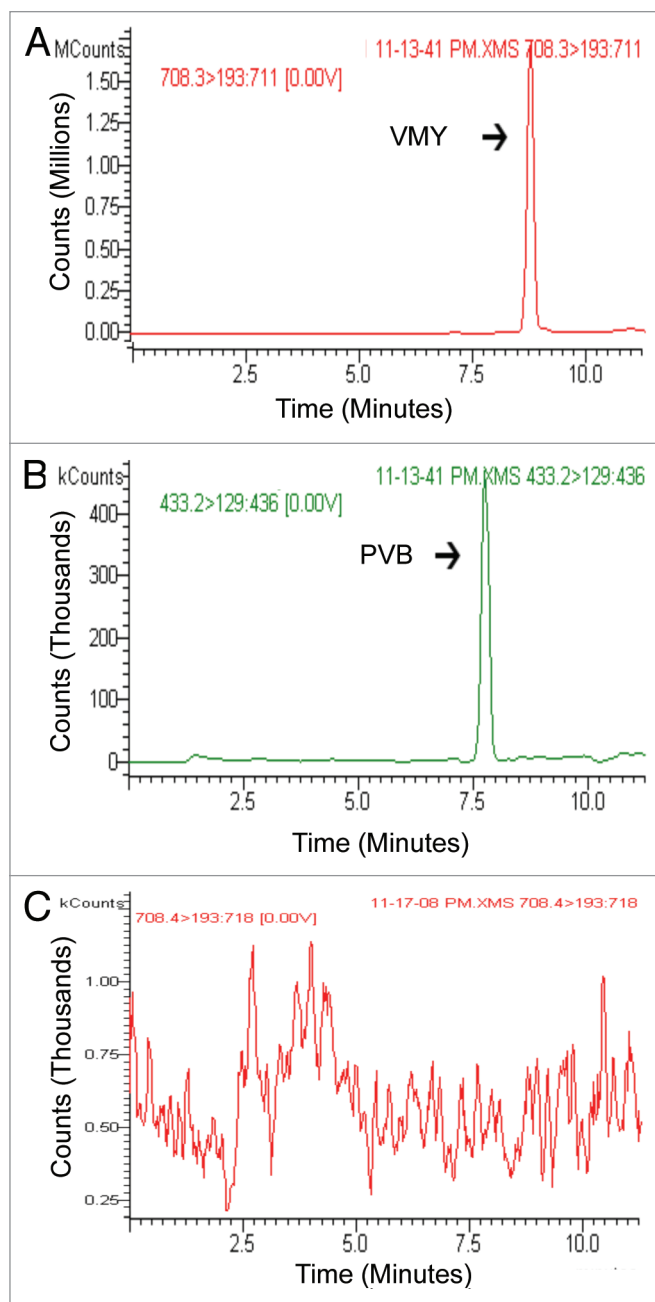 A
MCounts
11-13-41 PM.XMS 708.3>193:711
708.3>193:711 [0.00V]
1.50
1.25
1.00
0.75
0.50
0.25
0.00
Counts (Millions)
VMY
2.5 5.0 7.5 10.0
Time (Minutes)
B
kCounts
11-13-41 PM.XMS 433.2>129:436
433.2>129:436 [0.00V]
400
300
200
100
0
Counts (Thousands)
PVB
2.5 5.0 7.5 10.0
Time (Minutes)
C
kCounts
11-17-08 PM.XMS 708.4>193:718
708.4>193:718 [0.00V]
1.00
0.75
0.50
0.25
Counts (Thousands)
2.5 5.0 7.5 10.0
Time (Minutes)